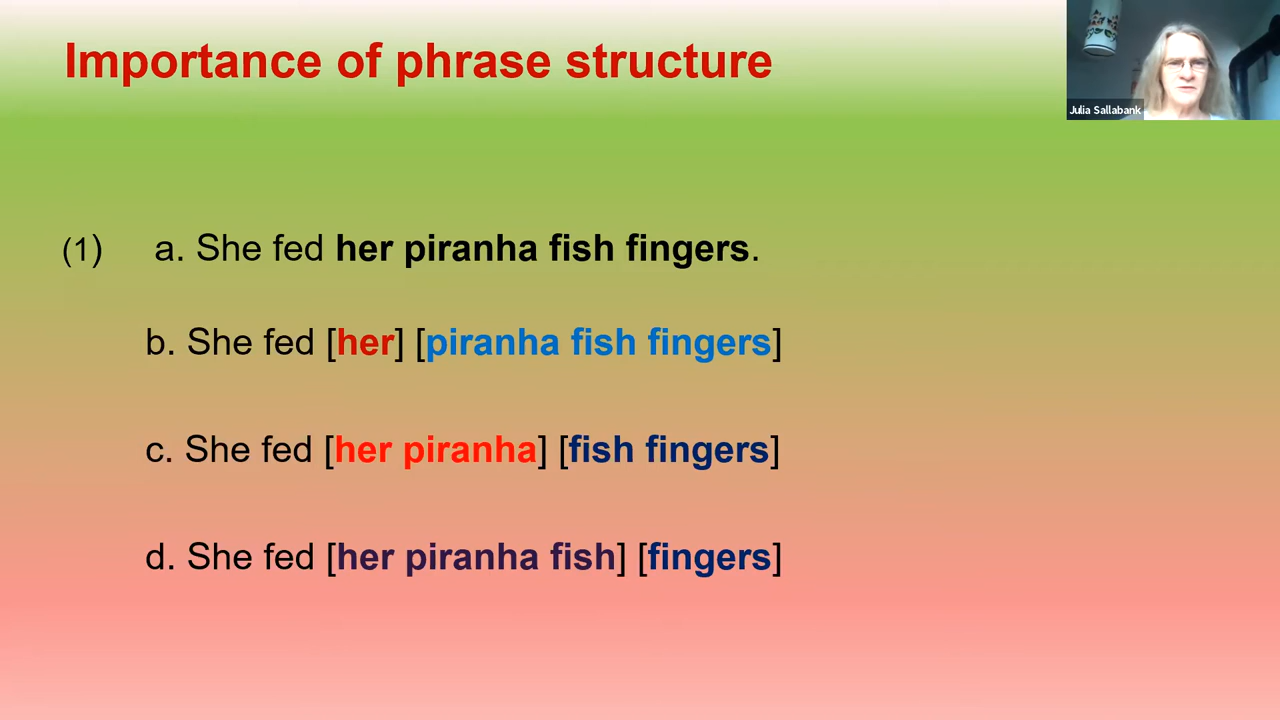 Importance of phrase structure
Julia Sallabank
(1) a. She fed her piranha fish fingers.
b. She fed [her] [piranha fish fingers]
c. She fed [her piranha] [fish fingers]
d. She fed [her piranha fish] [fingers]